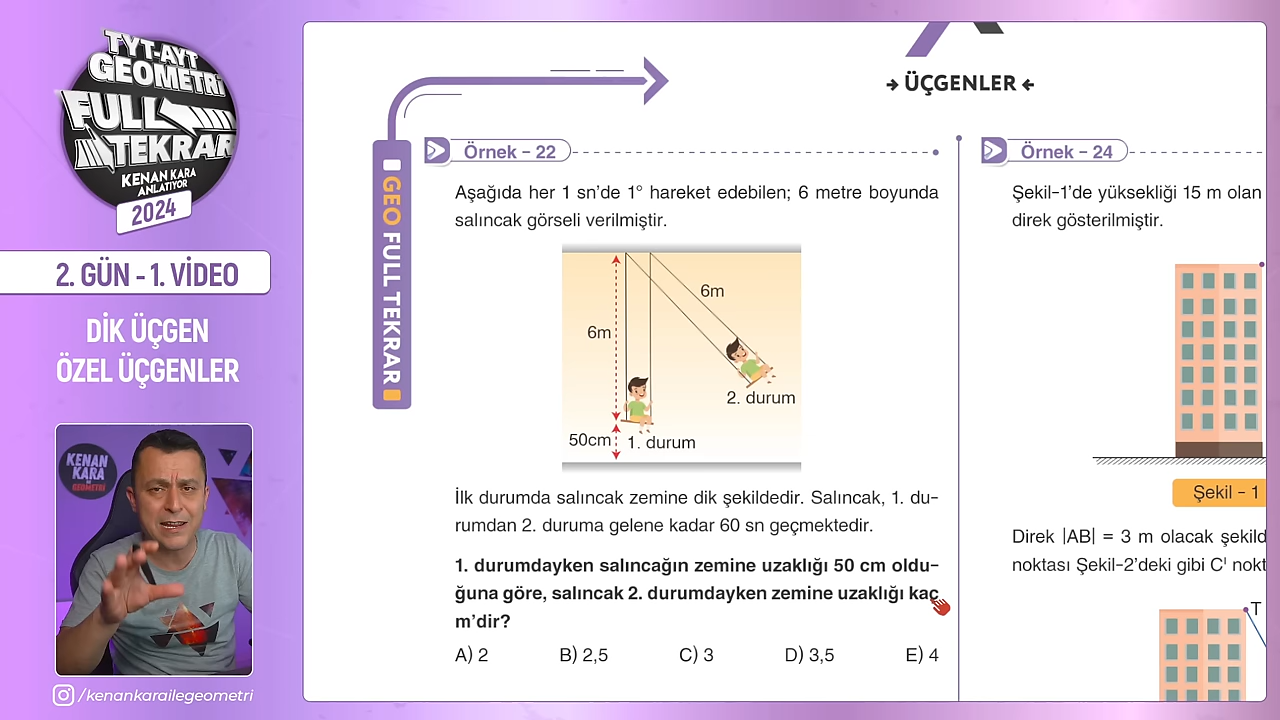 TYT-AYT
GEOMETRİ
FULL
TEKRAR
KENAN KARA
ANLATIYOR
2024
2. GÜN - 1. VİDEO
DİK ÜÇGEN
ÖZEL ÜÇGENLER
KENAN
KARA
GEOMETRİ
/kenankarailegeometri
GEO FULL TEKRAR
ÜÇGENLER
Örnek – 22
Aşağıda her 1 sn’de 1° hareket edebilen; 6 metre boyunda
salıncak görseli verilmiştir.
6m
6m
2. durum
50cm
1. durum
İlk durumda salıncak zemine dik şekildedir. Salıncak, 1. du-
rumdan 2. duruma gelene kadar 60 sn geçmektedir.
1. durumdayken salıncağın zemine uzaklığı 50 cm oldu-
ğuna göre, salıncak 2. durumdayken zemine uzaklığı kaç
m’dir?
A) 2 B) 2,5 C) 3 D) 3,5 E) 4
Örnek – 24
Şekil-1’de yüksekliği 15 m olan
direk gösterilmiştir.
Şekil - 1
Direk |AB| = 3 m olacak şekild
noktası Şekil-2’deki gibi C' nokt
T